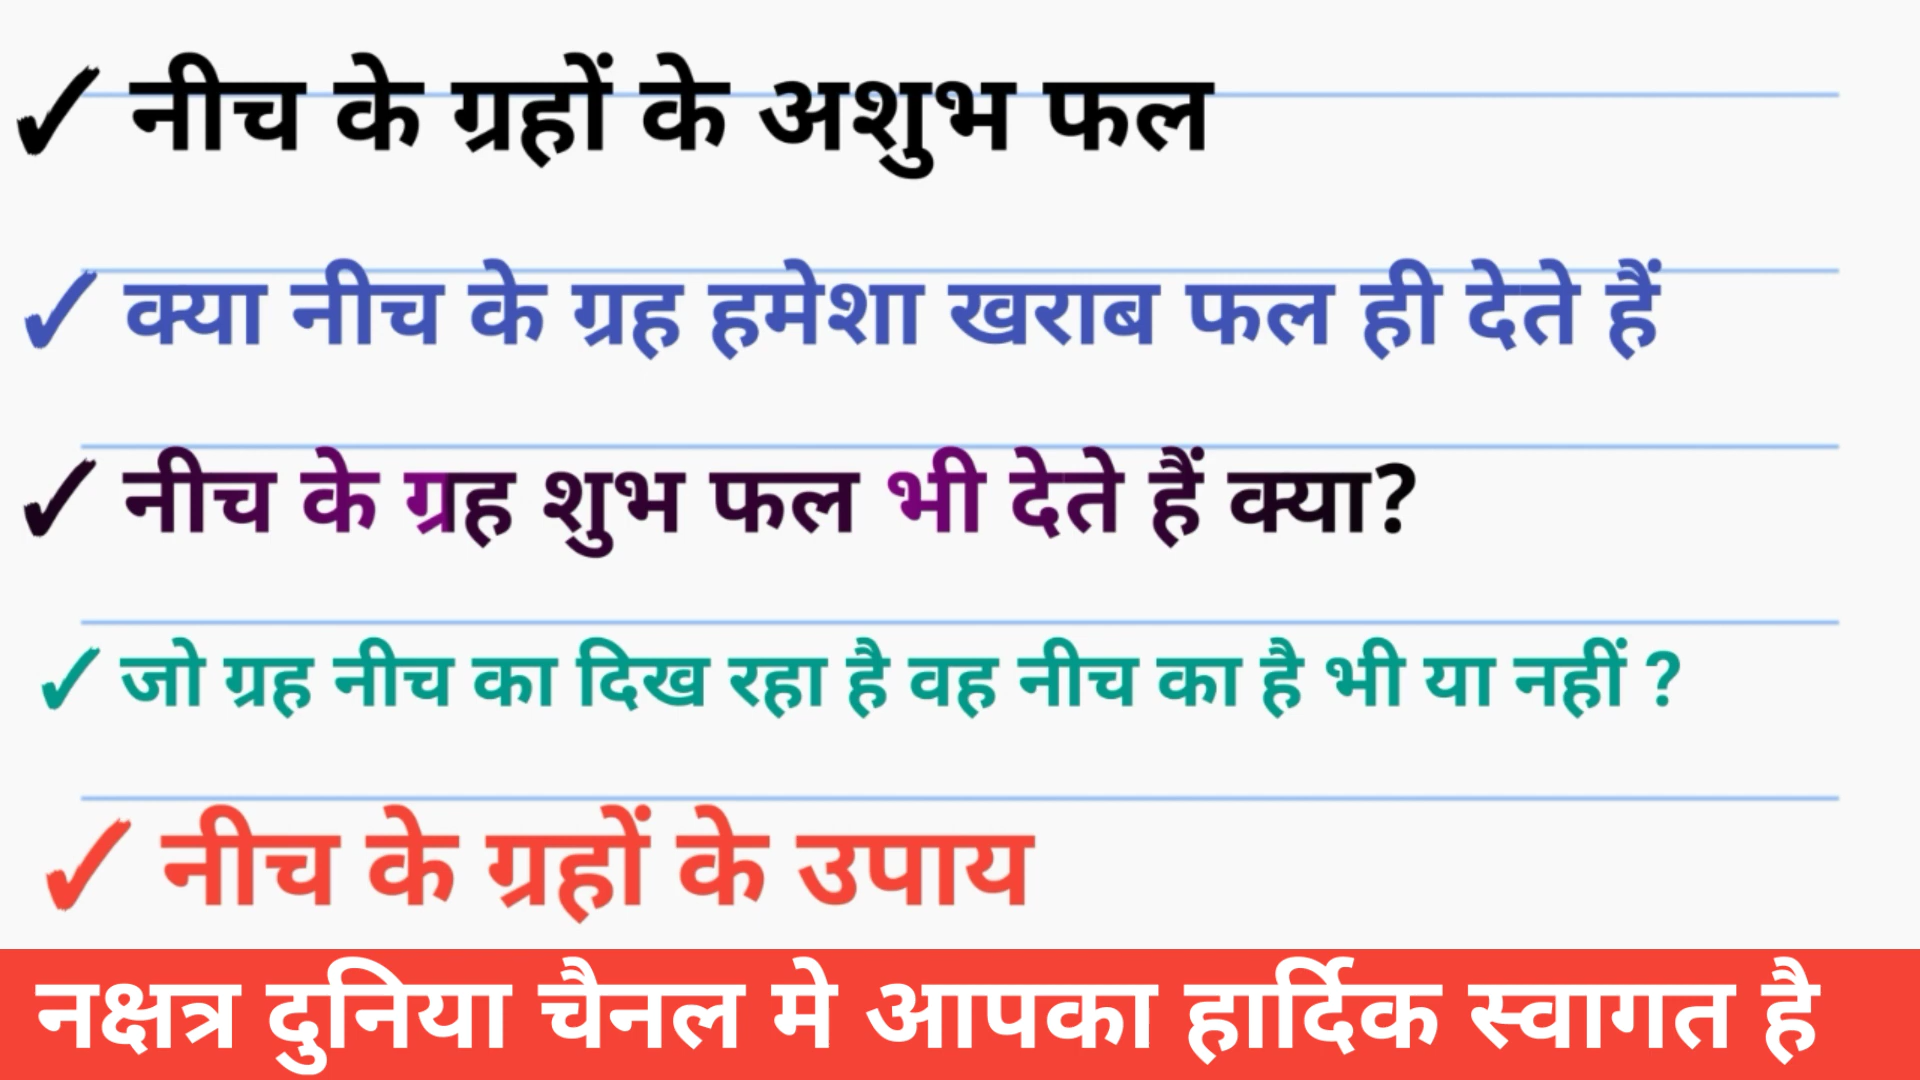 ✓ नीच के ग्रहों के अशुभ फल
✓ क्या नीच के ग्रह हमेशा खराब फल ही देते हैं
✓ नीच के ग्रह शुभ फल भी देते हैं क्या?
✓ जो ग्रह नीच का दिख रहा है वह नीच का है भी या नहीं ?
✓ नीच के ग्रहों के उपाय
नक्षत्र दुनिया चैनल मे आपका हार्दिक स्वागत है